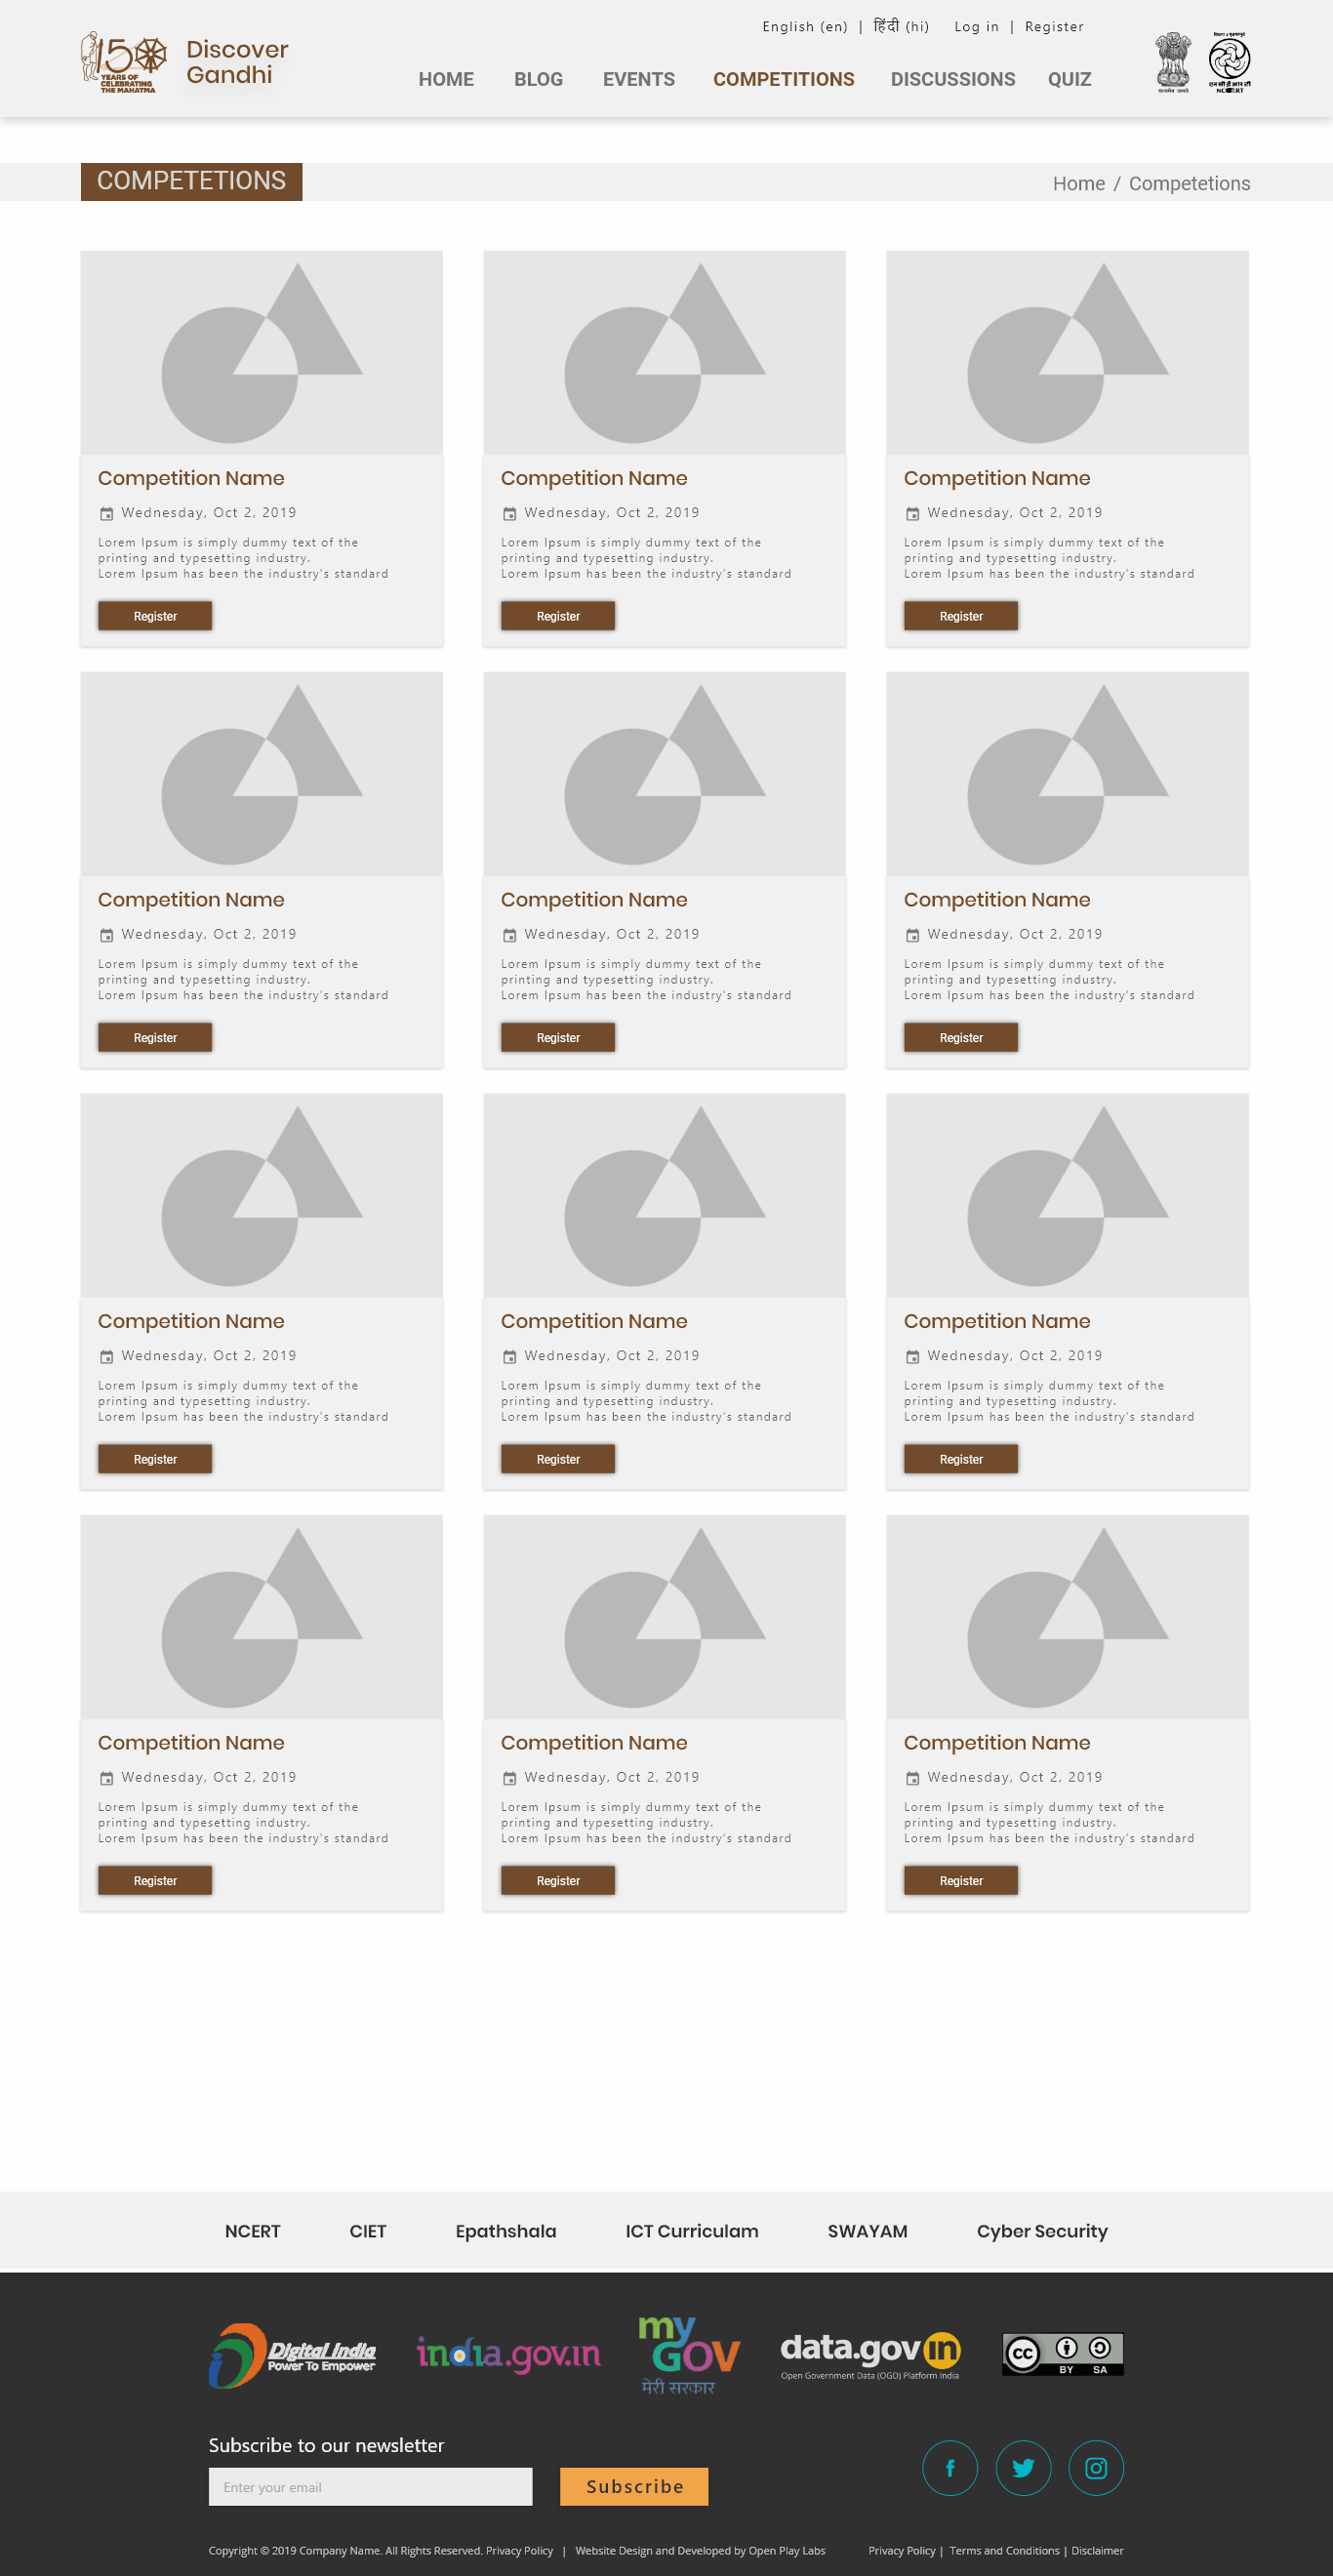 English (en) | हिंदी (hi) Log in | Register
150
YEARS OF
CELEBRATING
THE MAHATMA
Discover
Gandhi
HOME BLOG EVENTS COMPETITIONS DISCUSSIONS QUIZ
सत्यमेव जयते
एन सी ई आर टी
NCERT
COMPETETIONS
Home / Competetions
Competition Name Competition Name Competition Name
Wednesday, Oct 2, 2019 Wednesday, Oct 2, 2019 Wednesday, Oct 2, 2019
Lorem Ipsum is simply dummy text of the Lorem Ipsum is simply dummy text of the Lorem Ipsum is simply dummy text of the
printing and typesetting industry. printing and typesetting industry. printing and typesetting industry.
Lorem Ipsum has been the industry's standard Lorem Ipsum has been the industry's standard Lorem Ipsum has been the industry's standard
Register Register Register
Competition Name Competition Name Competition Name
Wednesday, Oct 2, 2019 Wednesday, Oct 2, 2019 Wednesday, Oct 2, 2019
Lorem Ipsum is simply dummy text of the Lorem Ipsum is simply dummy text of the Lorem Ipsum is simply dummy text of the
printing and typesetting industry. printing and typesetting industry. printing and typesetting industry.
Lorem Ipsum has been the industry's standard Lorem Ipsum has been the industry's standard Lorem Ipsum has been the industry's standard
Register Register Register
Competition Name Competition Name Competition Name
Wednesday, Oct 2, 2019 Wednesday, Oct 2, 2019 Wednesday, Oct 2, 2019
Lorem Ipsum is simply dummy text of the Lorem Ipsum is simply dummy text of the Lorem Ipsum is simply dummy text of the
printing and typesetting industry. printing and typesetting industry. printing and typesetting industry.
Lorem Ipsum has been the industry's standard Lorem Ipsum has been the industry's standard Lorem Ipsum has been the industry's standard
Register Register Register
Competition Name Competition Name Competition Name
Wednesday, Oct 2, 2019 Wednesday, Oct 2, 2019 Wednesday, Oct 2, 2019
Lorem Ipsum is simply dummy text of the Lorem Ipsum is simply dummy text of the Lorem Ipsum is simply dummy text of the
printing and typesetting industry. printing and typesetting industry. printing and typesetting industry.
Lorem Ipsum has been the industry's standard Lorem Ipsum has been the industry's standard Lorem Ipsum has been the industry's standard
Register Register Register
NCERT CIET Epathshala ICT Curriculam SWAYAM Cyber Security
Digital India
Power To Empower
india.gov.in
my
GOV
मेरी सरकार
data.gov in
Open Government Data (OGD) Platform India
cc BY SA
Subscribe to our newsletter
Enter your email Subscribe
Copyright © 2019 Company Name. All Rights Reserved. Privacy Policy | Website Design and Developed by Open Play Labs Privacy Policy | Terms and Conditions | Disclaimer